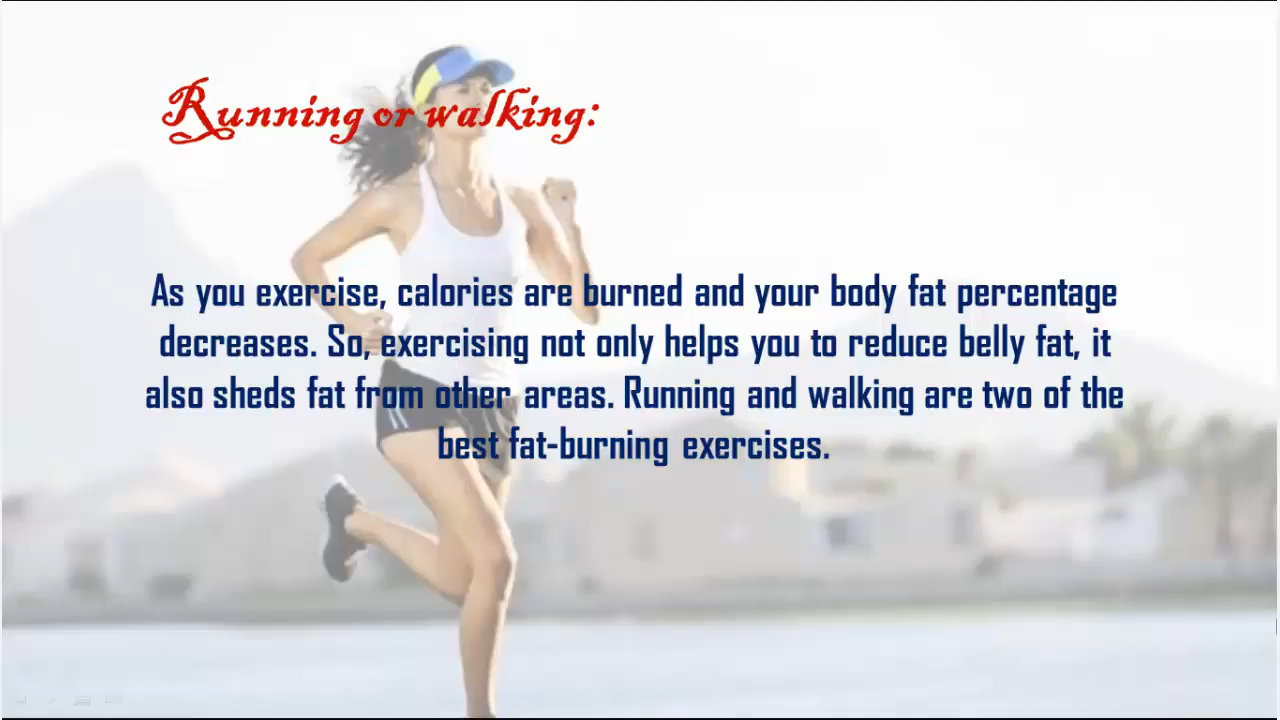 Running or walking:
As you exercise, calories are burned and your body fat percentage
decreases. So, exercising not only helps you to reduce belly fat, it
also sheds fat from other areas. Running and walking are two of the
best fat-burning exercises.